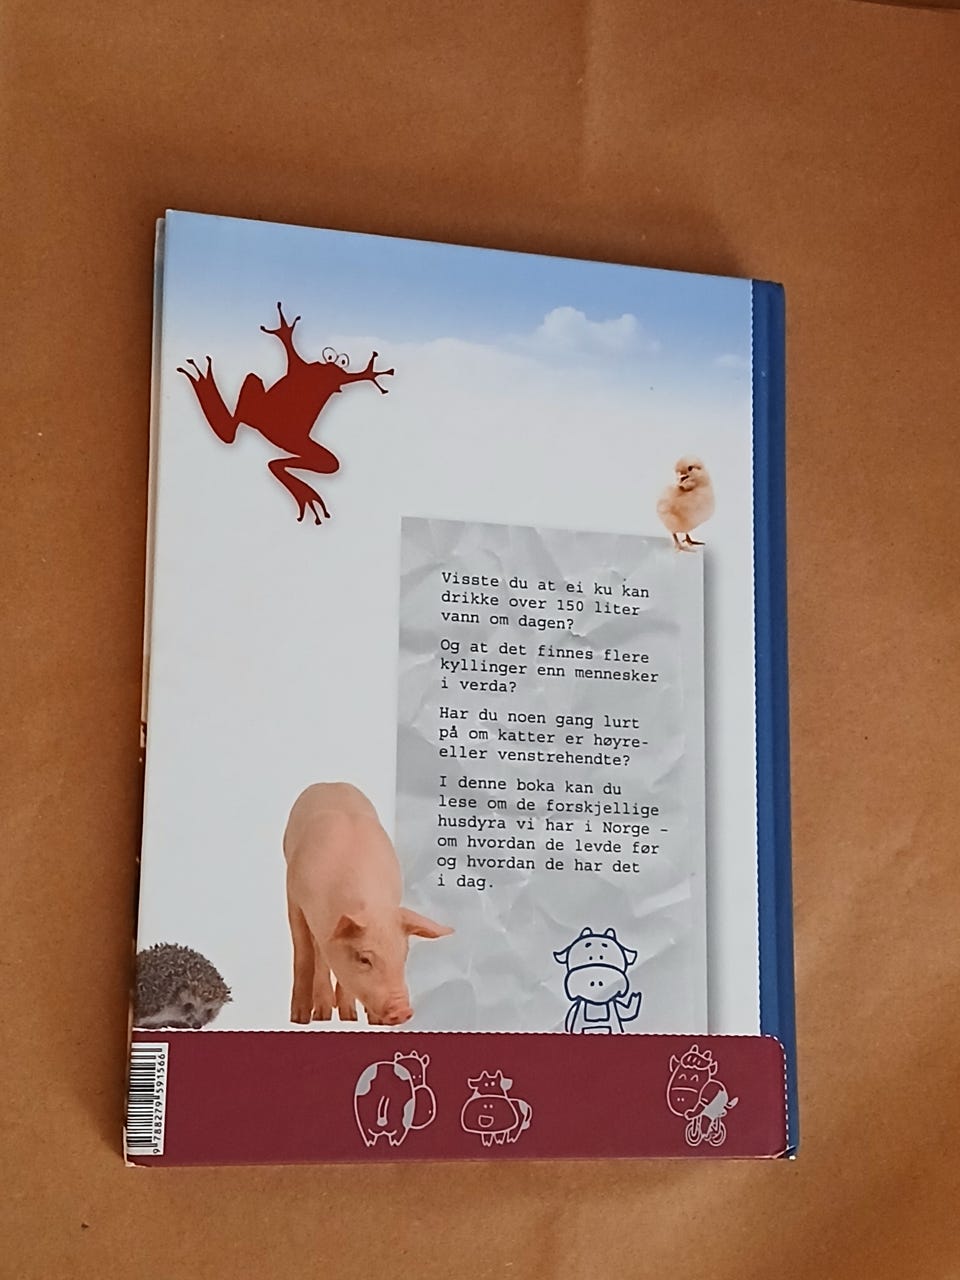 Visste du at ei ku kan
drikke over 150 liter
vann om dagen?
Og at det finnes flere
kyllinger enn mennesker
i verda?
Har du noen gang lurt
på om katter er høyre-
eller venstrehendte?
I denne boka kan du
lese om de forskjellige
husdyra vi har i Norge –
om hvordan de levde før
og hvordan de har det
i dag.
9 788279 591566